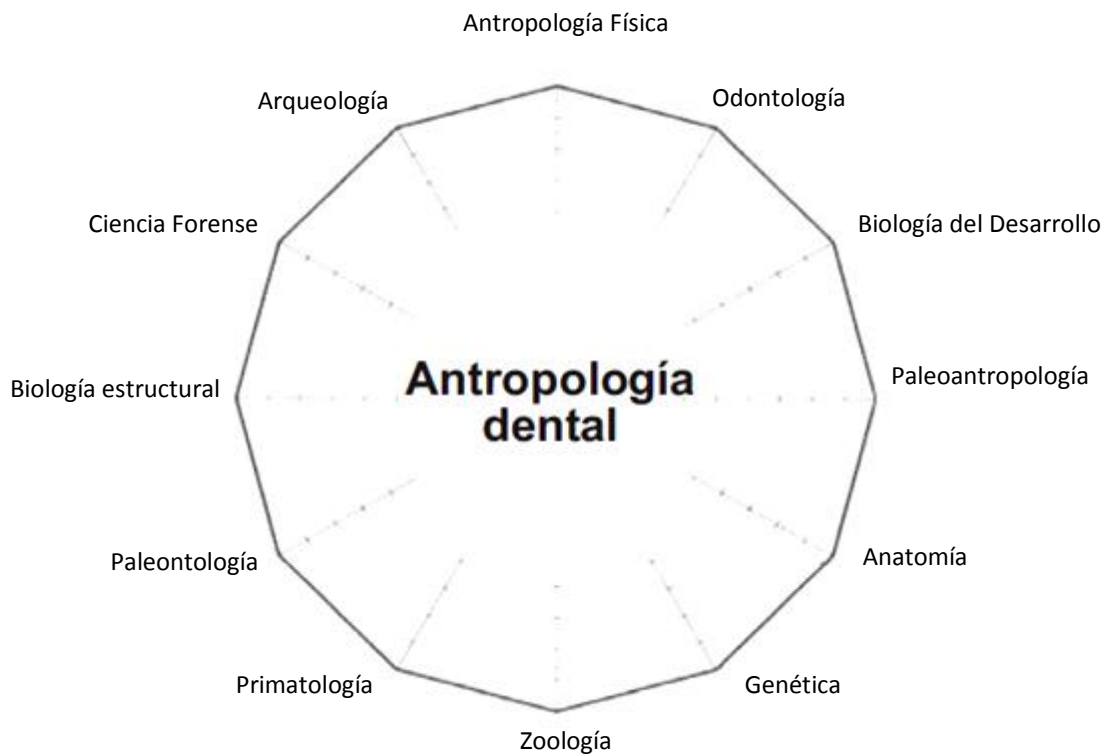 Antropología Física
Arqueología
Odontología
Ciencia Forense
Biología del Desarrollo
Biología estructural
Antropología
dental
Paleoantropología
Paleontología
Anatomía
Primatología
Genética
Zoología